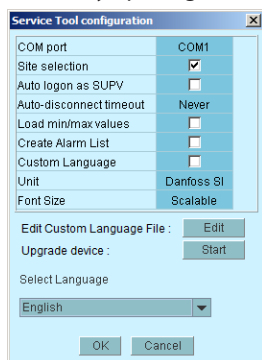 Service Tool configuration
COM port COM1
Site selection
Auto logon as SUPV
Auto-disconnect timeout Never
Load min/max values
Create Alarm List
Custom Language
Unit Danfoss SI
Font Size Scalable
Edit Custom Language File : Edit
Upgrade device : Start
Select Language
English
OK Cancel